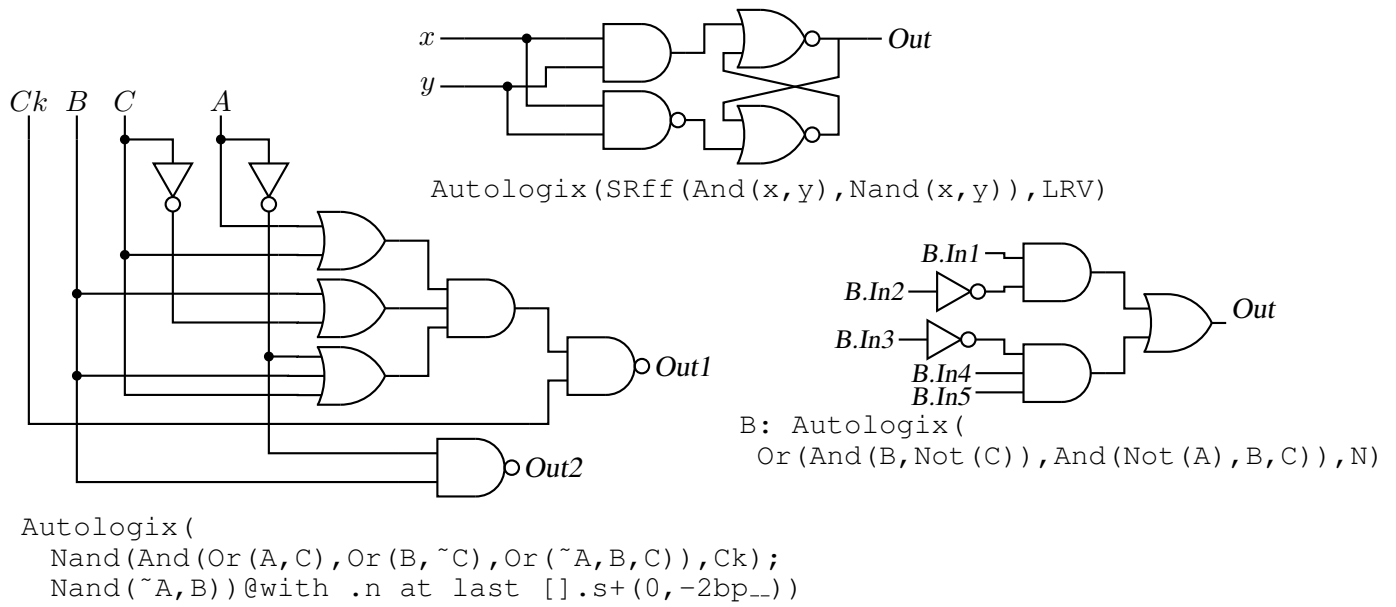 x
Out
y
Ck B C A
Autologix(SRff(And(x,y),Nand(x,y)),LRV)
B.In1
B.In2
Out
B.In3
B.In4
B.In5
Out1
Out2
B: Autologix(
Or(And(B,Not(C)),And(Not(A),B,C)),N)
Autologix(
Nand(And(Or(A,C),Or(B,˜C),Or(˜A,B,C)),Ck);
Nand(˜A,B))@with .n at last [].s+(0,-2bp__))